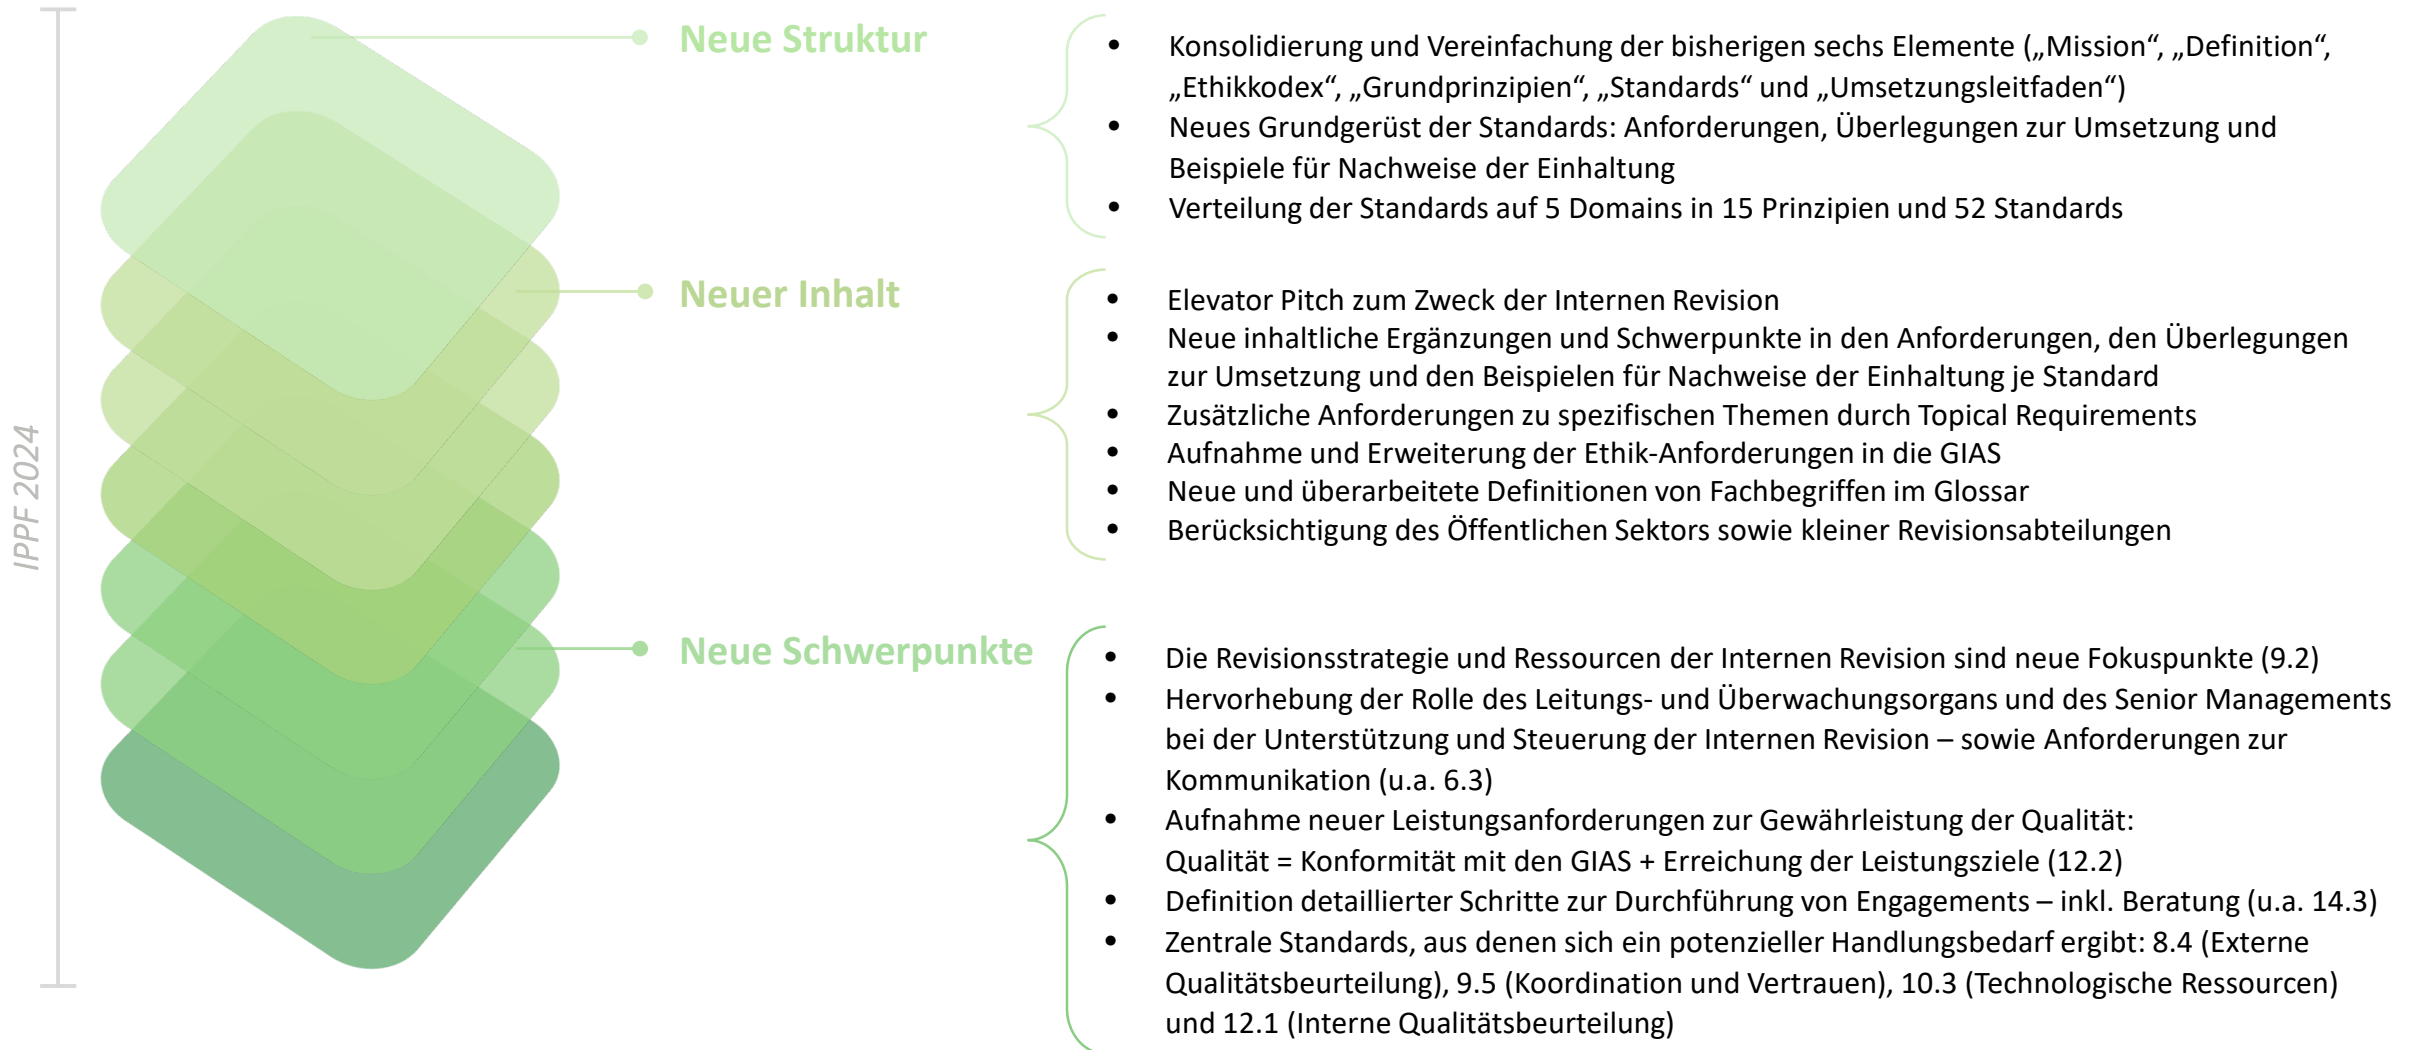 IPPF 2024
Neue Struktur
• Konsolidierung und Vereinfachung der bisherigen sechs Elemente („Mission“, „Definition“,
„Ethikkodex“, „Grundprinzipien“, „Standards“ und „Umsetzungsleitfaden“)
• Neues Grundgerüst der Standards: Anforderungen, Überlegungen zur Umsetzung und
Beispiele für Nachweise der Einhaltung
• Verteilung der Standards auf 5 Domains in 15 Prinzipien und 52 Standards
Neuer Inhalt
• Elevator Pitch zum Zweck der Internen Revision
• Neue inhaltliche Ergänzungen und Schwerpunkte in den Anforderungen, den Überlegungen
zur Umsetzung und den Beispielen für Nachweise der Einhaltung je Standard
• Zusätzliche Anforderungen zu spezifischen Themen durch Topical Requirements
• Aufnahme und Erweiterung der Ethik-Anforderungen in die GIAS
• Neue und überarbeitete Definitionen von Fachbegriffen im Glossar
• Berücksichtigung des Öffentlichen Sektors sowie kleiner Revisionsabteilungen
Neue Schwerpunkte
• Die Revisionsstrategie und Ressourcen der Internen Revision sind neue Fokuspunkte (9.2)
• Hervorhebung der Rolle des Leitungs- und Überwachungsorgans und des Senior Managements
bei der Unterstützung und Steuerung der Internen Revision – sowie Anforderungen zur
Kommunikation (u.a. 6.3)
• Aufnahme neuer Leistungsanforderungen zur Gewährleistung der Qualität:
Qualität = Konformität mit den GIAS + Erreichung der Leistungsziele (12.2)
• Definition detaillierter Schritte zur Durchführung von Engagements – inkl. Beratung (u.a. 14.3)
• Zentrale Standards, aus denen sich ein potenzieller Handlungsbedarf ergibt: 8.4 (Externe
Qualitätsbeurteilung), 9.5 (Koordination und Vertrauen), 10.3 (Technologische Ressourcen)
und 12.1 (Interne Qualitätsbeurteilung)